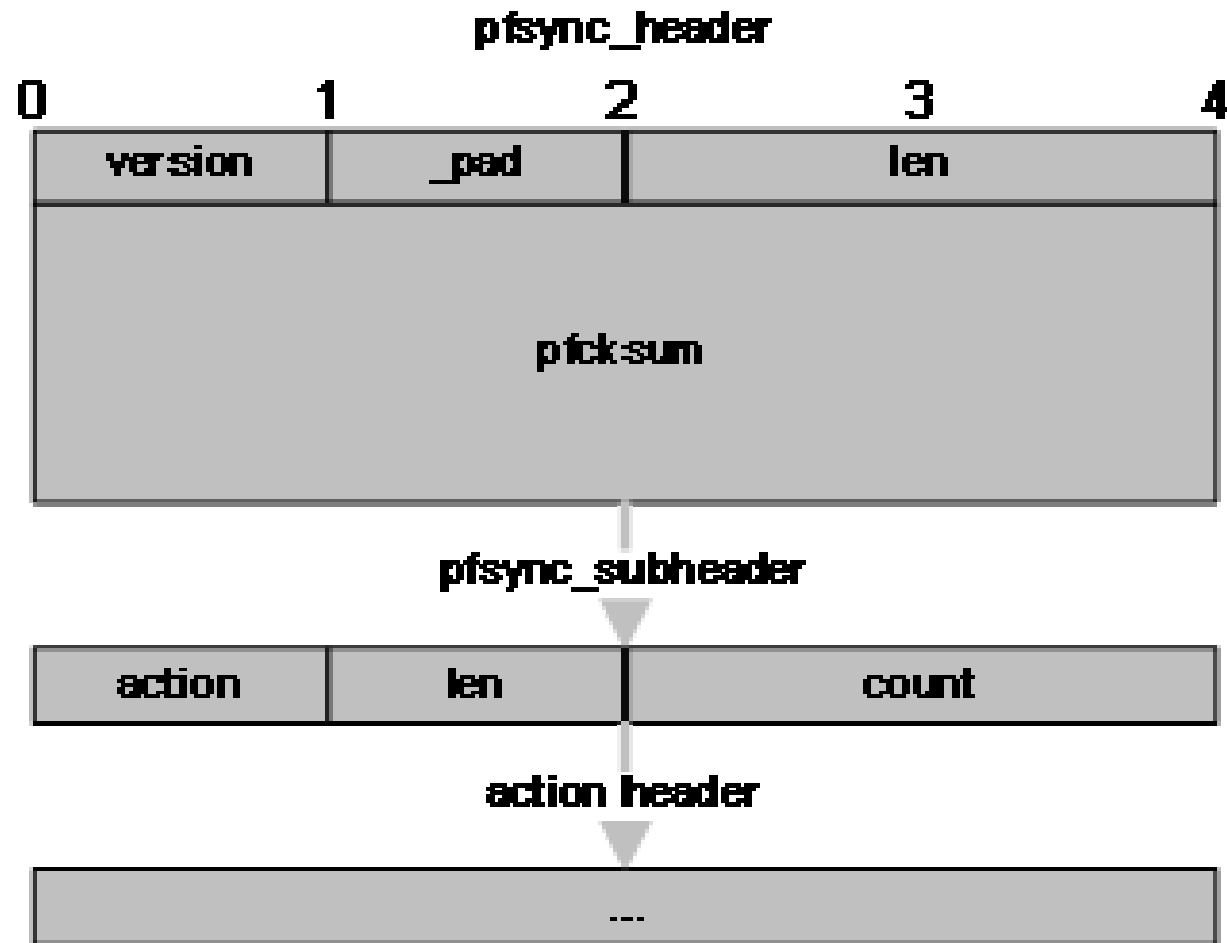 pfsync_header
0 1 2 3 4
version _pad len
pfcksum
pfsync_subheader
action len count
action header
...